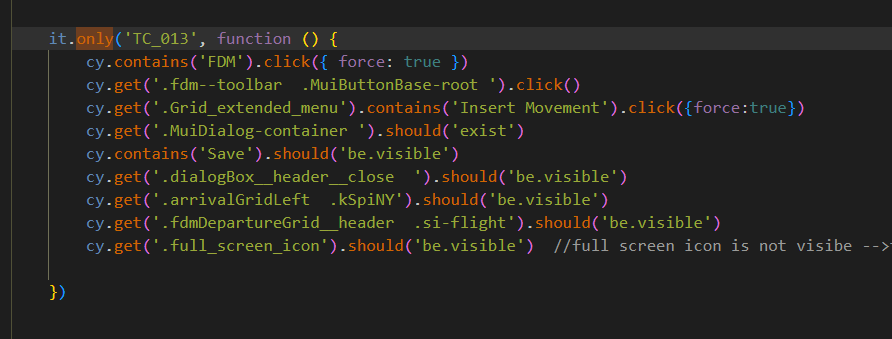 it.only('TC_013', function () {
cy.contains('FDM').click({ force: true })
cy.get('.fdm--toolbar  .MuiButtonBase-root ').click()
cy.get('.Grid_extended_menu').contains('Insert Movement').click({force:true})
cy.get('.MuiDialog-container ').should('exist')
cy.contains('Save').should('be.visible')
cy.get('.dialogBox__header__close  ').should('be.visible')
cy.get('.arrivalGridLeft  .kSpiNY').should('be.visible')
cy.get('.fdmDepartureGrid__header  .si-flight').should('be.visible')
cy.get('.full_screen_icon').should('be.visible')  //full screen icon is not visibe -->
})